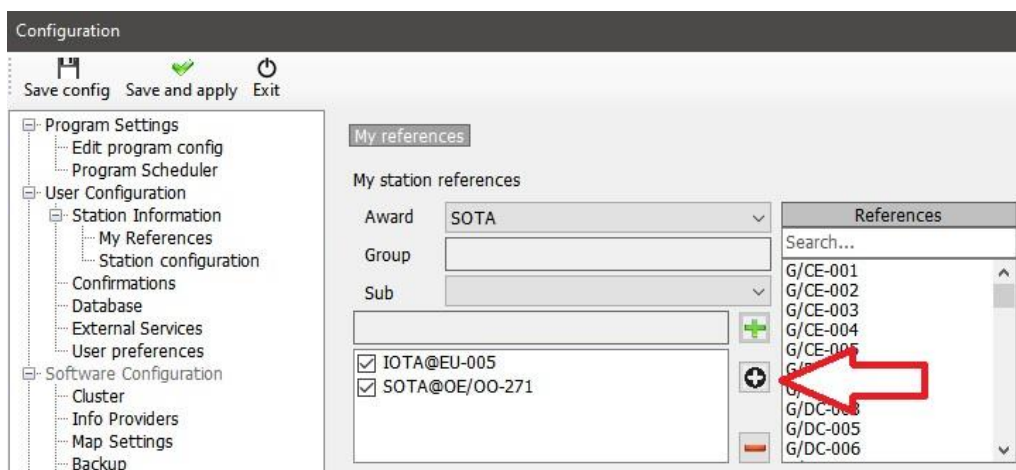 Configuration
Save config Save and apply Exit
Program Settings
Edit program config
Program Scheduler
User Configuration
Station Information
My References
Station configuration
Confirmations
Database
External Services
User preferences
Software Configuration
Cluster
Info Providers
Map Settings
Backup
My references
My station references
Award SOTA
Group
Sub
IOTA@EU-005
SOTA@OE/OO-271
References
Search...
G/CE-001
G/CE-002
G/CE-003
G/CE-004
G/CE-005
G/DC-005
G/DC-006